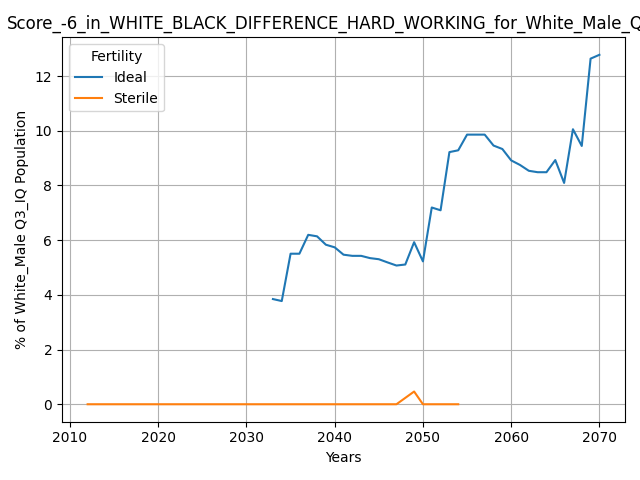 Score_-6_in_WHITE_BLACK_DIFFERENCE_HARD_WORKING_for_White_Male_Q
Fertility
Ideal
Sterile
% of White_Male Q3_IQ Population
12
10
8
6
4
2
0
2010 2020 2030 2040 2050 2060 2070
Years